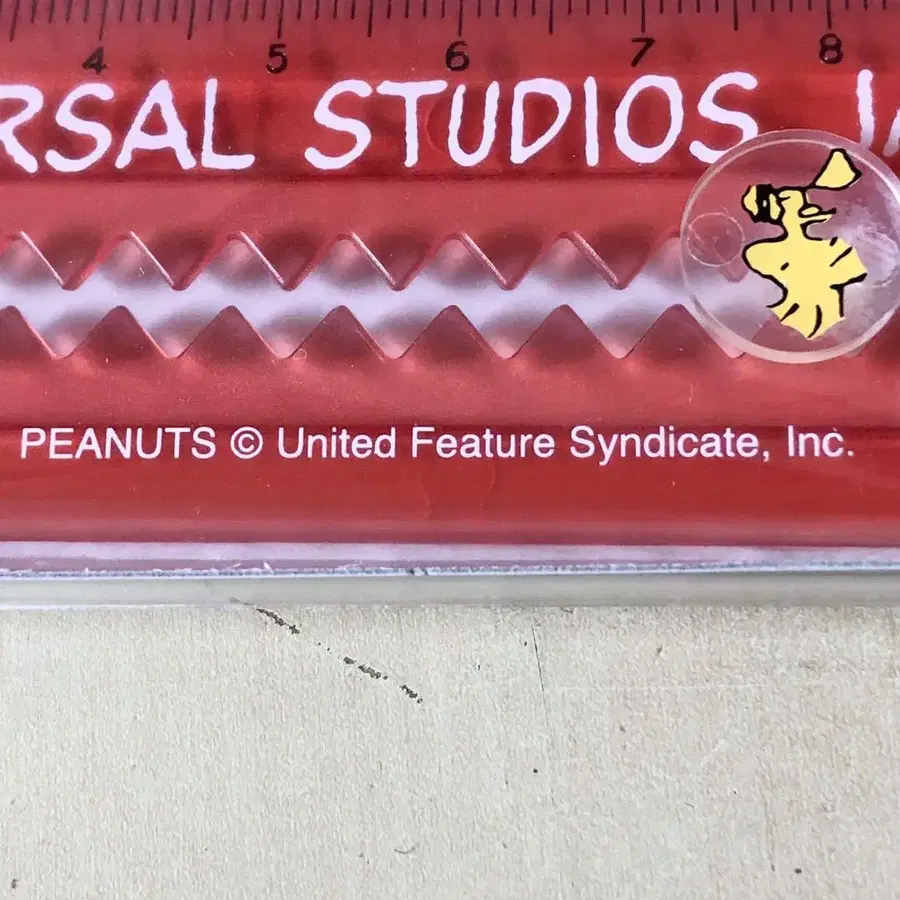 4 5 6 7 8
RSAL STUDIOS
PEANUTS © United Feature Syndicate, Inc.